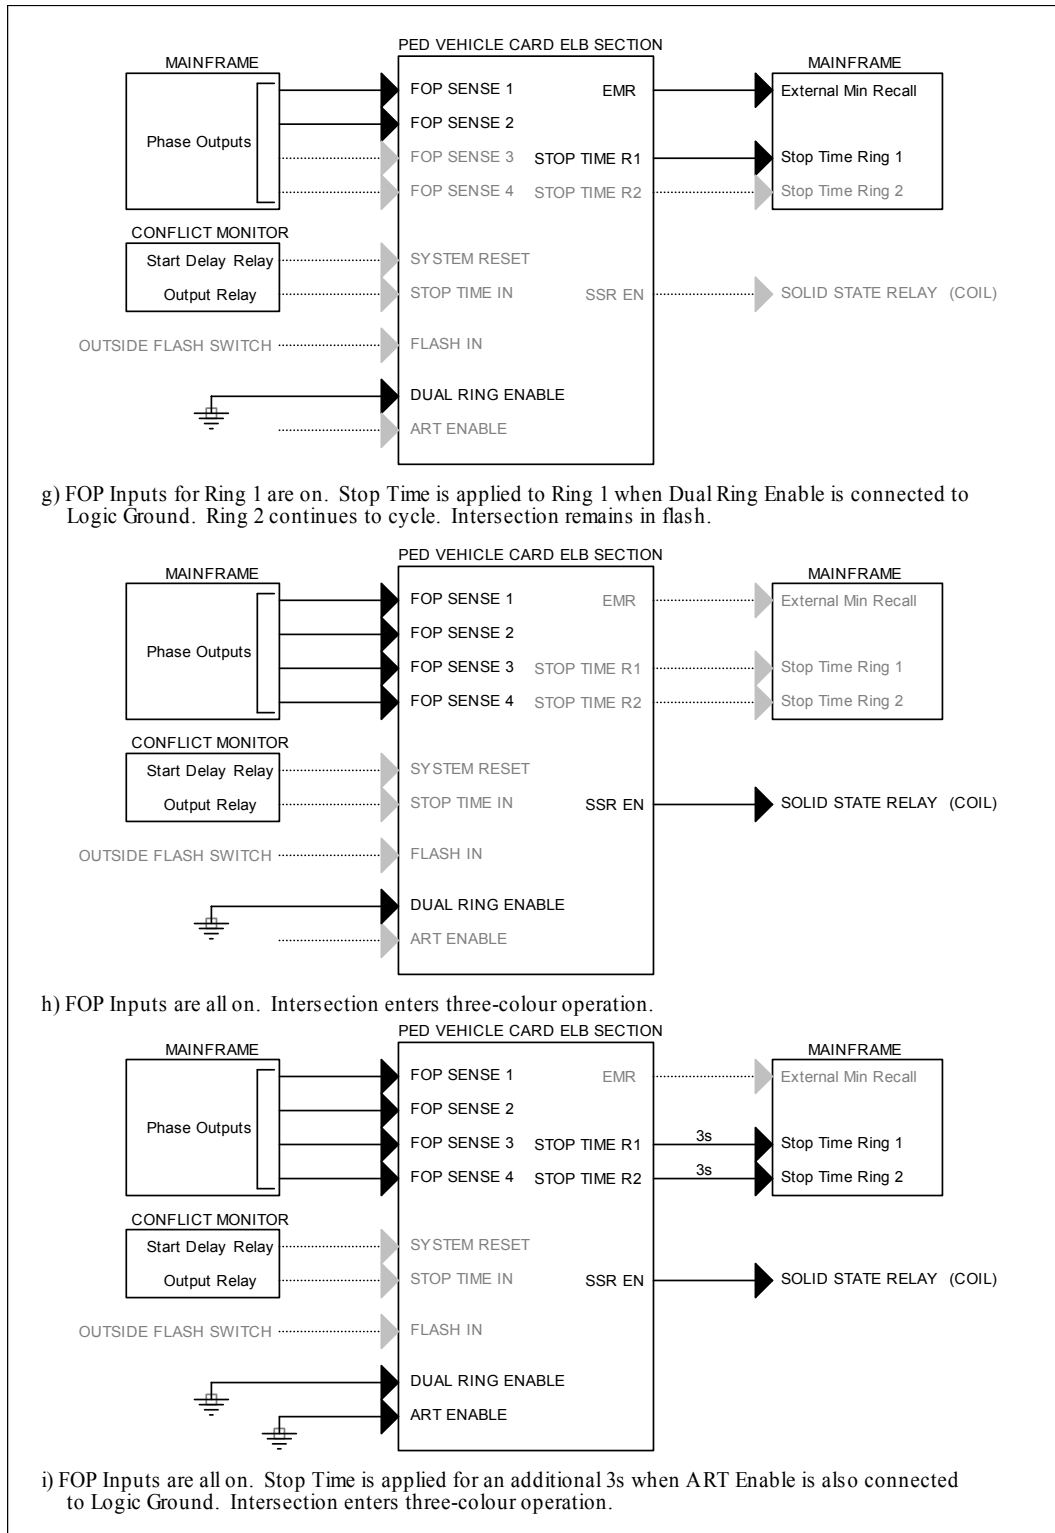 PED VEHICLE CARD ELB SECTION
MAINFRAME
MAINFRAME
FOP SENSE 1
EMR
External Min Recall
FOP SENSE 2
Phase Outputs
FOP SENSE 3
STOP TIME R1
Stop Time Ring 1
FOP SENSE 4
STOP TIME R2
Stop Time Ring 2
CONFLICT MONITOR
Start Delay Relay
SYSTEM RESET
Output Relay
STOP TIME IN
SSR EN
SOLID STATE RELAY (COIL)
OUTSIDE FLASH SWITCH
FLASH IN
DUAL RING ENABLE
ART ENABLE
g) FOP Inputs for Ring 1 are on. Stop Time is applied to Ring 1 when Dual Ring Enable is connected to
Logic Ground. Ring 2 continues to cycle. Intersection remains in flash.
PED VEHICLE CARD ELB SECTION
MAINFRAME
MAINFRAME
FOP SENSE 1
EMR
External Min Recall
FOP SENSE 2
Phase Outputs
FOP SENSE 3
STOP TIME R1
Stop Time Ring 1
FOP SENSE 4
STOP TIME R2
Stop Time Ring 2
CONFLICT MONITOR
Start Delay Relay
SYSTEM RESET
Output Relay
STOP TIME IN
SSR EN
SOLID STATE RELAY (COIL)
OUTSIDE FLASH SWITCH
FLASH IN
DUAL RING ENABLE
ART ENABLE
h) FOP Inputs are all on. Intersection enters three-colour operation.
PED VEHICLE CARD ELB SECTION
MAINFRAME
MAINFRAME
FOP SENSE 1
EMR
External Min Recall
FOP SENSE 2
Phase Outputs
FOP SENSE 3
STOP TIME R1
3s
Stop Time Ring 1
FOP SENSE 4
STOP TIME R2
3s
Stop Time Ring 2
CONFLICT MONITOR
Start Delay Relay
SYSTEM RESET
Output Relay
STOP TIME IN
SSR EN
SOLID STATE RELAY (COIL)
OUTSIDE FLASH SWITCH
FLASH IN
DUAL RING ENABLE
ART ENABLE
i) FOP Inputs are all on. Stop Time is applied for an additional 3s when ART Enable is also connected
to Logic Ground. Intersection enters three-colour operation.